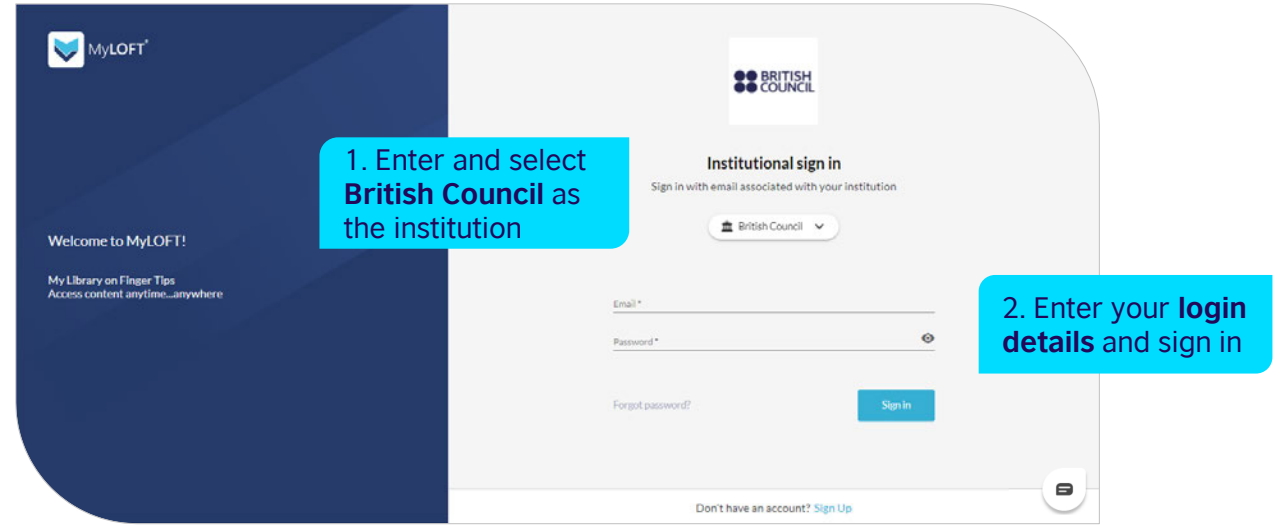 MyLOFT
BRITISH
COUNCIL
1. Enter and select
British Council as
the institution
Institutional sign in
Sign in with email associated with your institution
British Council
Welcome to MyLOFT!
My Library on Finger Tips
Access content anytime...anywhere
Email *
2. Enter your login
details and sign in
Password *
Forgot password?
Sign in
Don't have an account? Sign Up